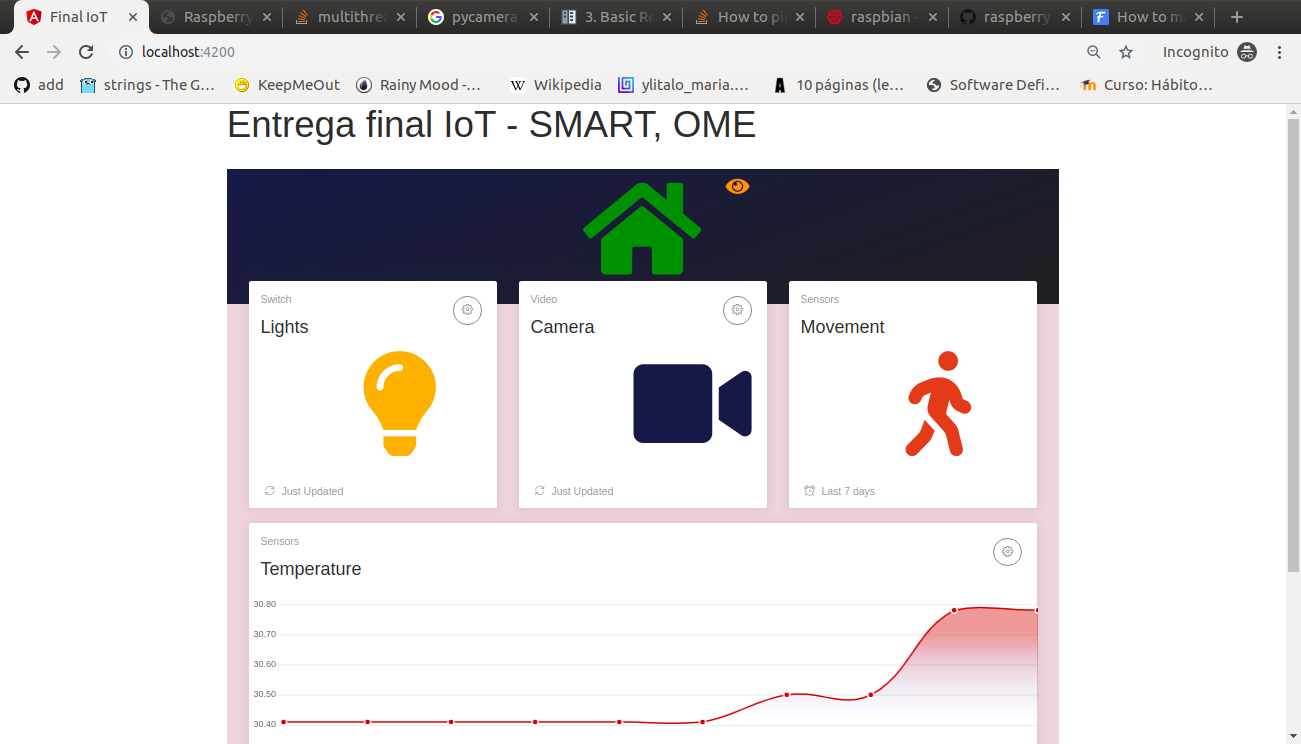 Final IoT
Raspberry
multithre
pycamera
3. Basic Re
How to pi
raspbian -
raspberry
How to m
localhost:4200
Incognito
add
strings - The G...
KeepMeOut
Rainy Mood -...
W Wikipedia
ylitalo_maria....
10 páginas (le...
Software Defi...
Curso: Hábito...
Entrega final IoT - SMART, OME
Switch
Lights
Just Updated
Video
Camera
Just Updated
Sensors
Movement
Last 7 days
Sensors
Temperature
30.80
30.70
30.60
30.50
30.40